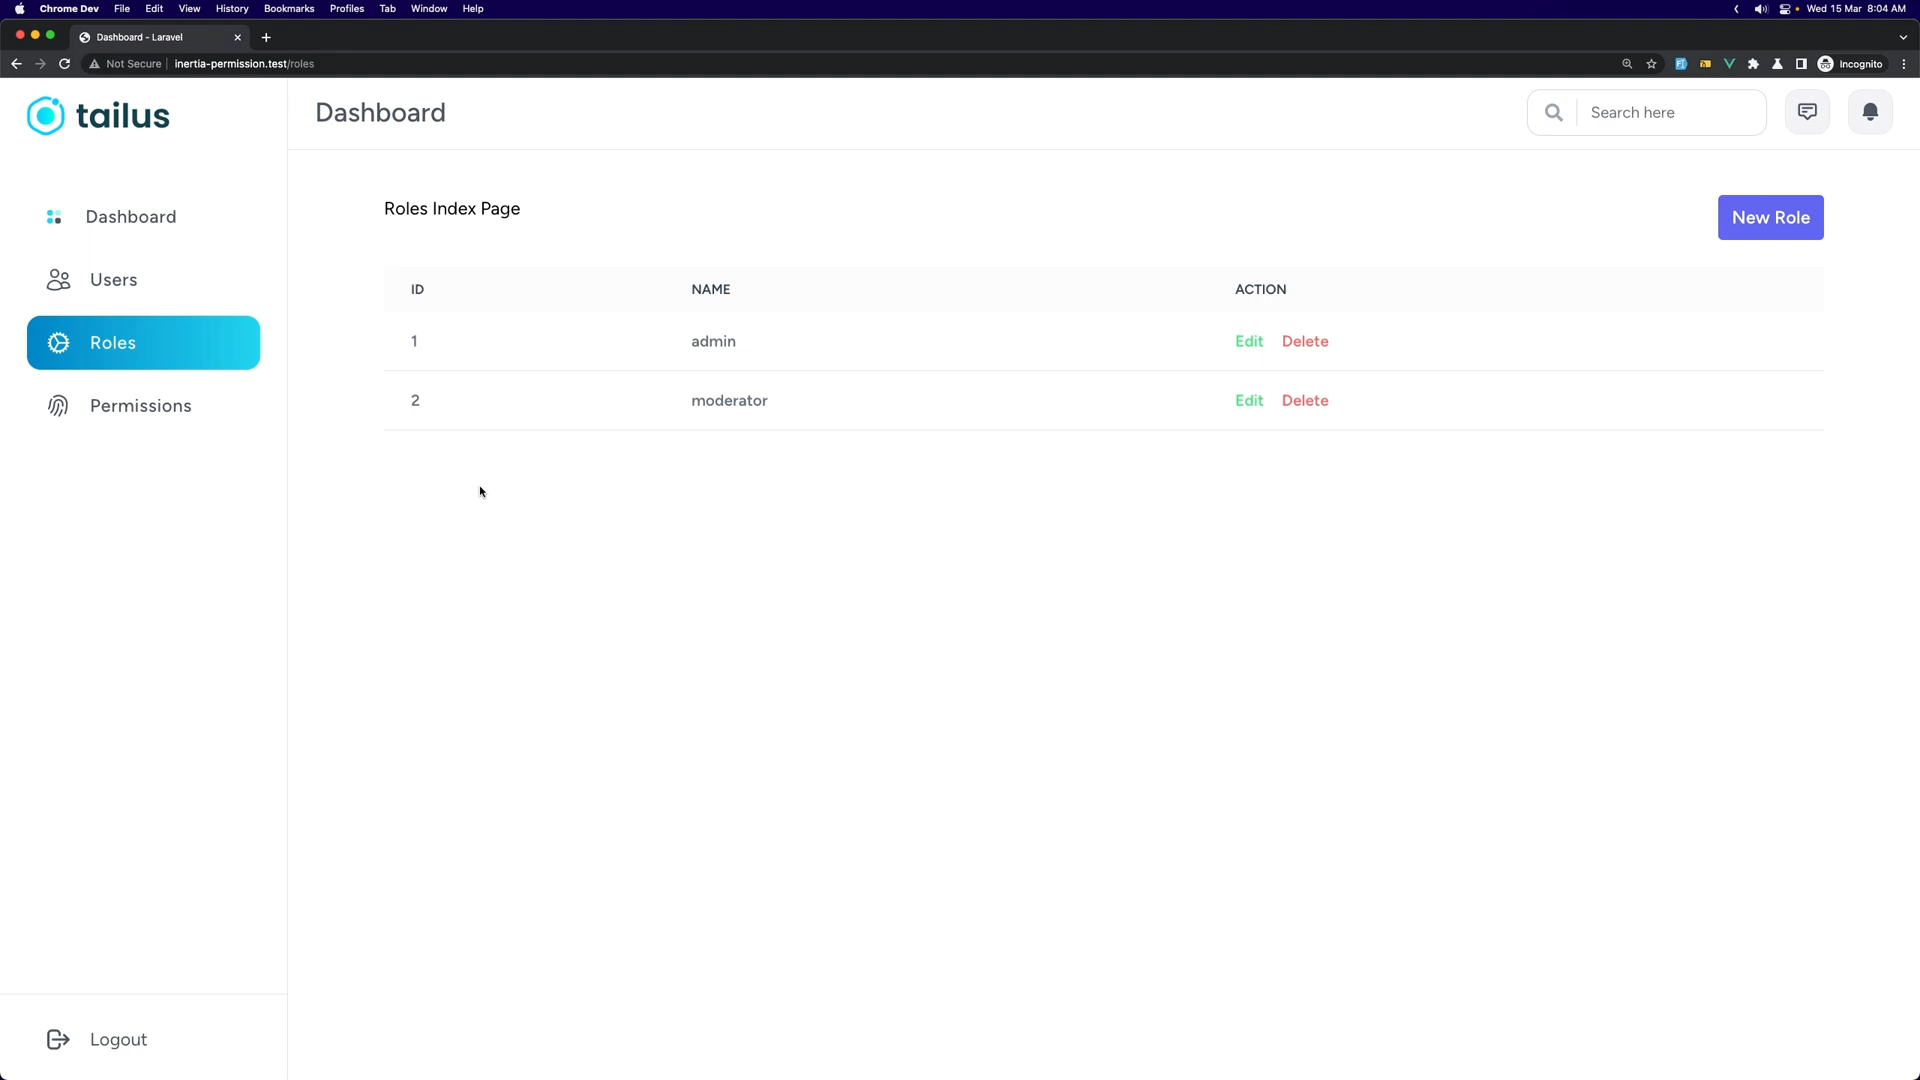 Chrome Dev File Edit View History Bookmarks Profiles Tab Window Help Wed 15 Mar 8:04 AM
Dashboard - Laravel
Not Secure inertia-permission.test/roles Incognito
tailus
Dashboard
Search here
Dashboard
Users
Roles
Permissions
Logout
Roles Index Page
New Role
ID NAME ACTION
1 admin Edit Delete
2 moderator Edit Delete